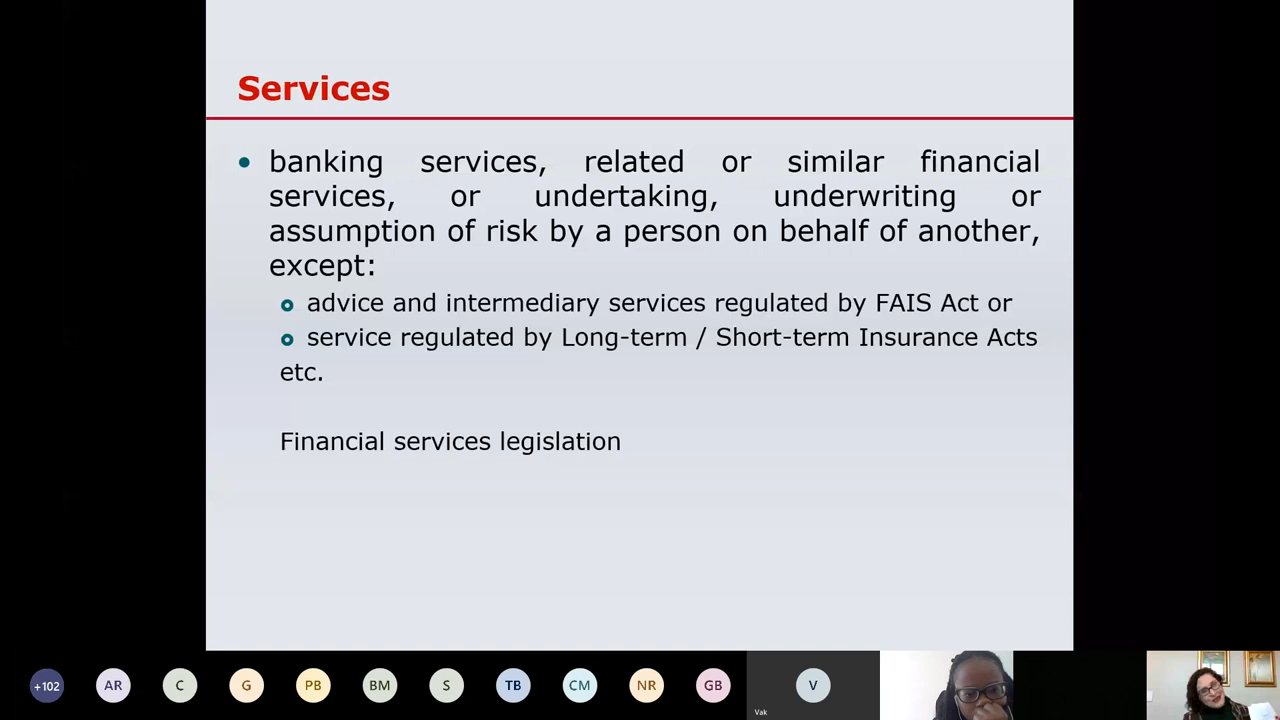 Services
banking services, related or similar financial
services, or undertaking, underwriting or
assumption of risk by a person on behalf of another,
except:
advice and intermediary services regulated by FAIS Act or
service regulated by Long-term / Short-term Insurance Acts
etc.
Financial services legislation
+102 AR C G PB BM S TB CM NR GB V
Vak